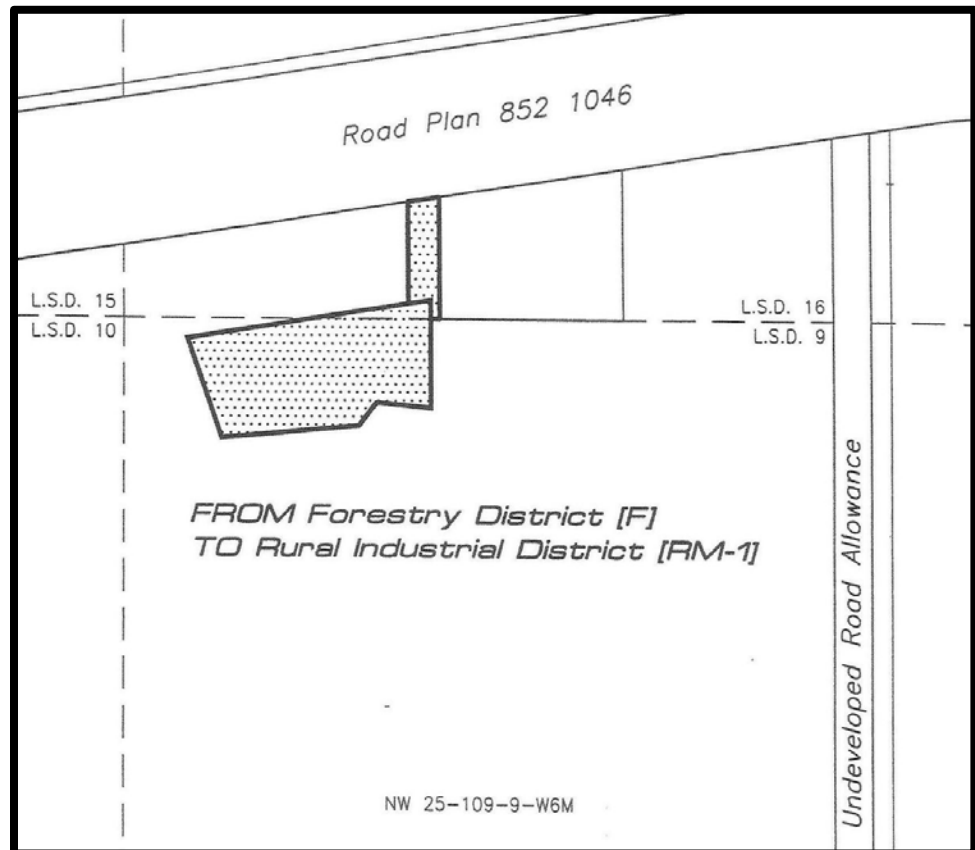 Road Plan 852 1046
L.S.D. 15
L.S.D. 10
L.S.D. 16
L.S.D. 9
FROM Forestry District [F]
TO Rural Industrial District [RM-1]
Undeveloped Road Allowance
NW 25-109-9-W6M